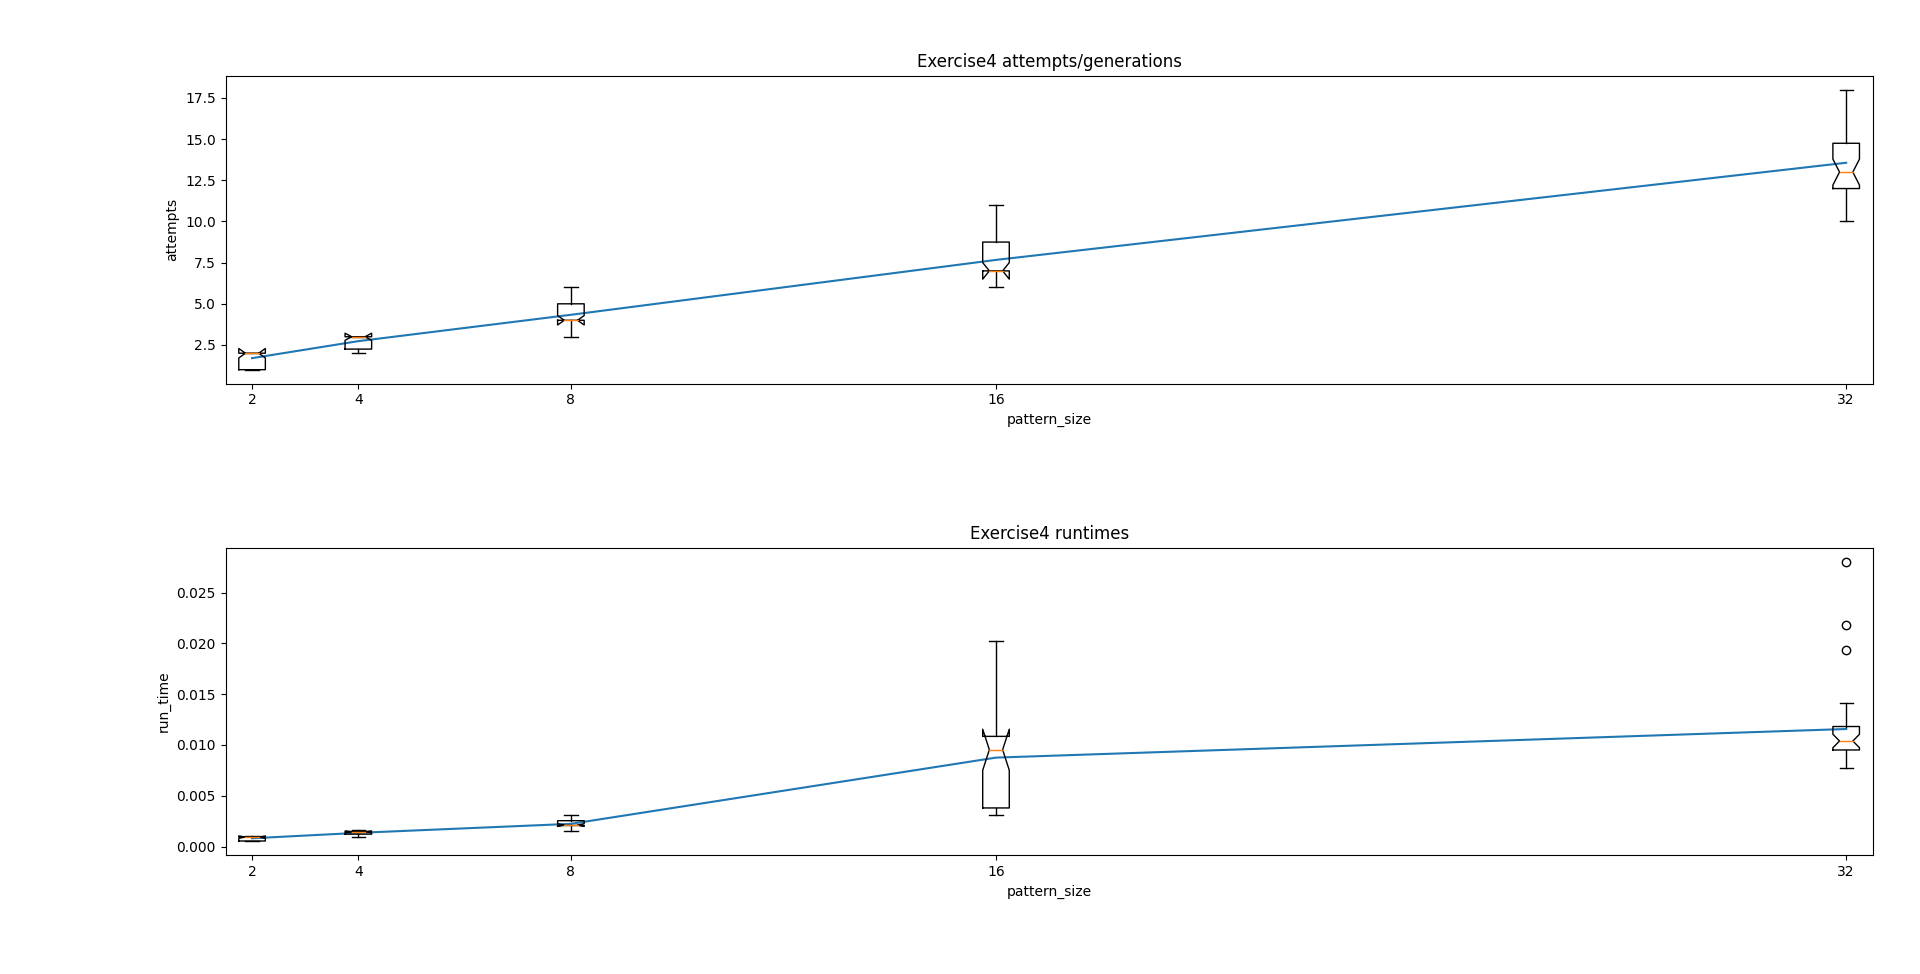 Exercise4 attempts/generations
17.5
15.0
12.5
10.0
7.5
5.0
2.5
attempts
2 4 8 16 32
pattern_size
Exercise4 runtimes
0.025
0.020
0.015
0.010
0.005
0.000
run_time
2 4 8 16 32
pattern_size